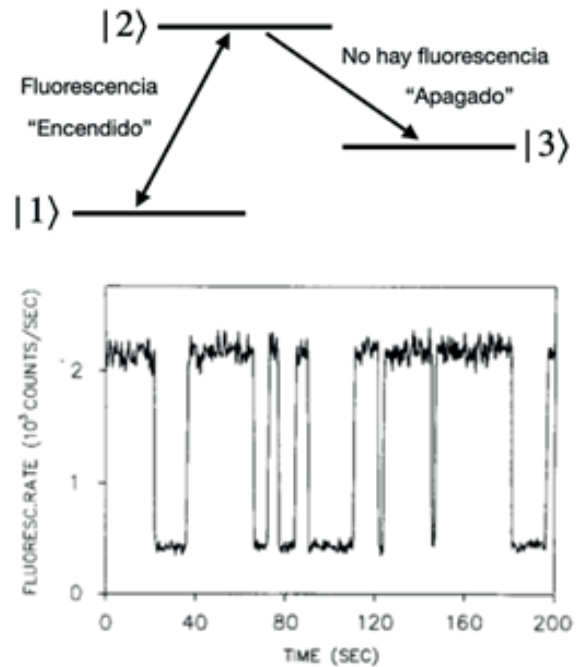 |2⟩
Fluorescencia
“Encendido”
No hay fluorescencia
“Apagado”
|3⟩
|1⟩
FLUORESC.RATE (10³ COUNTS/SEC)
2
1
0
0 40 80 120 160 200
TIME (SEC)